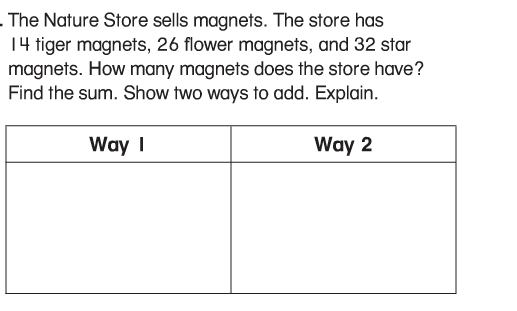 . The Nature Store sells magnets. The store has
14 tiger magnets, 26 flower magnets, and 32 star
magnets. How many magnets does the store have?
Find the sum. Show two ways to add. Explain.
Way 1 Way 2